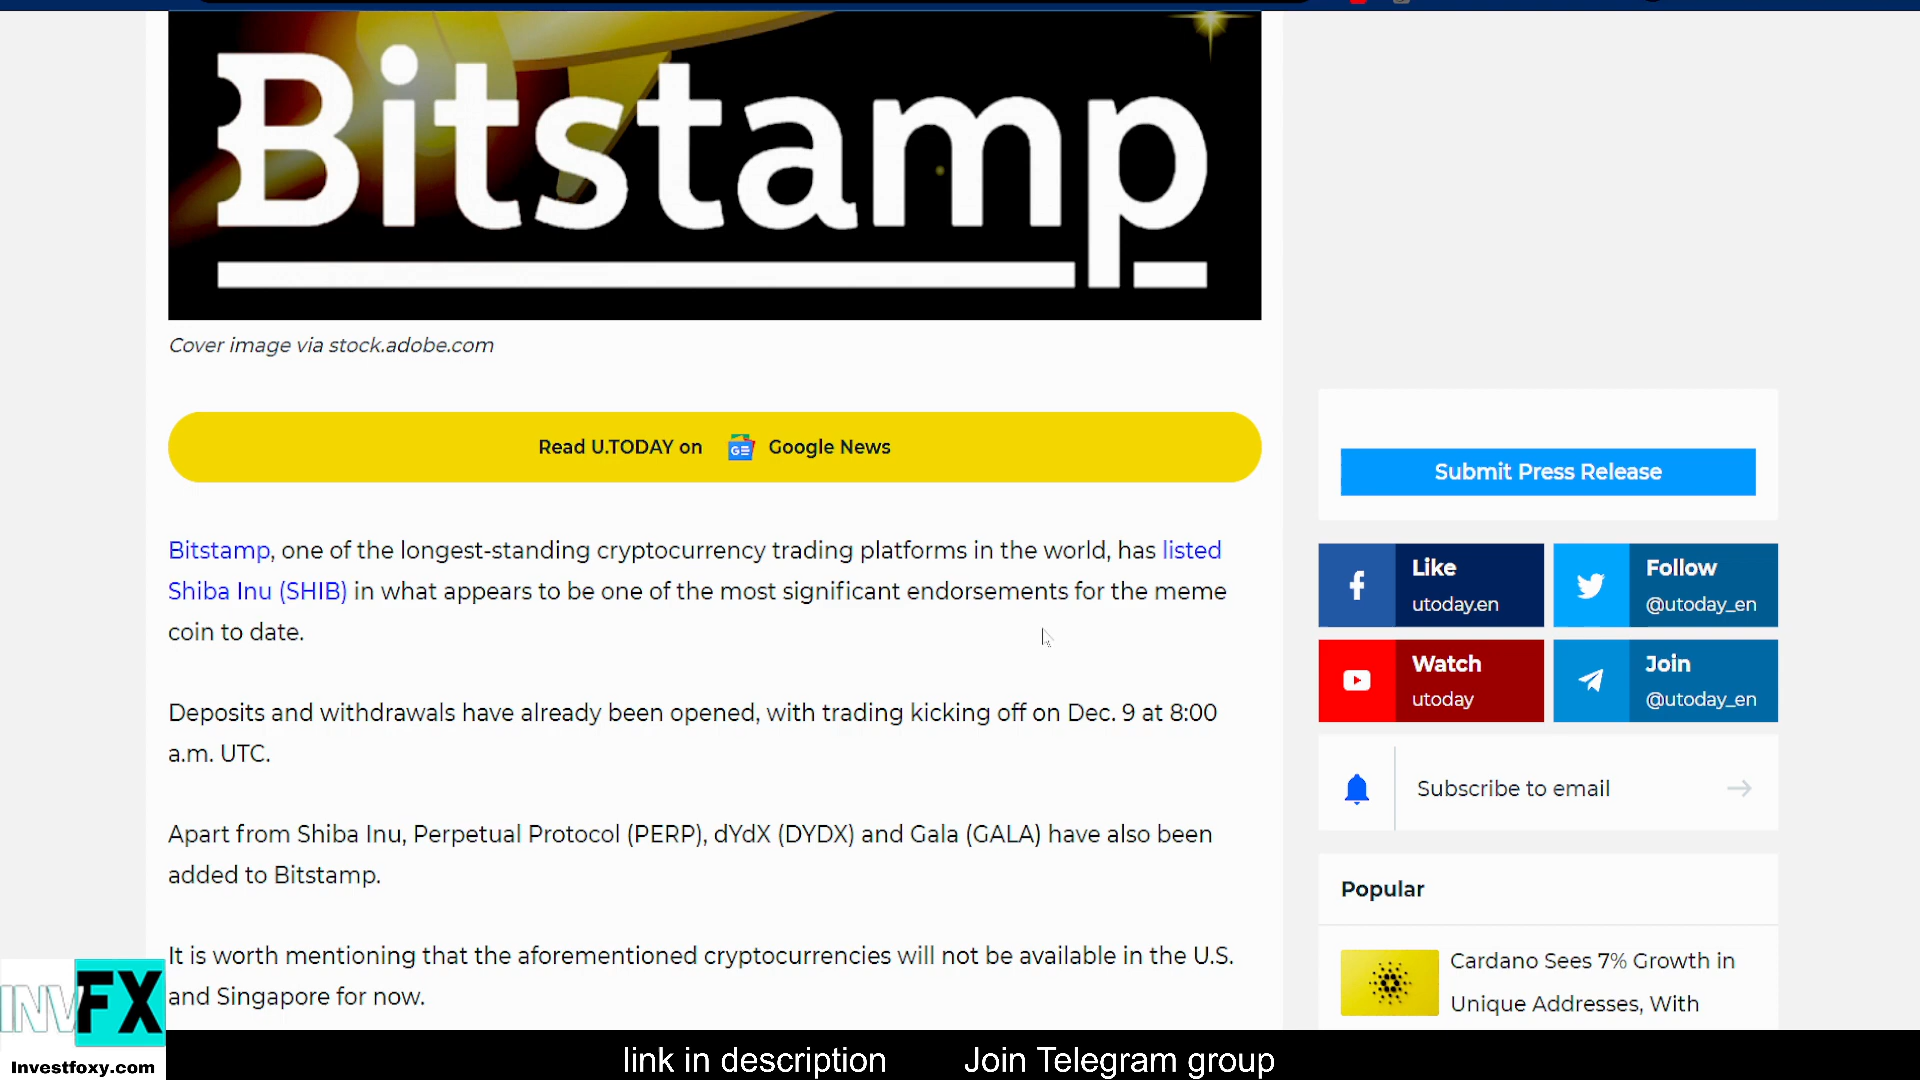 Bitstamp
Cover image via stock.adobe.com
Read U.TODAY on GE Google News
Bitstamp, one of the longest-standing cryptocurrency trading platforms in the world, has listed
Shiba Inu (SHIB) in what appears to be one of the most significant endorsements for the meme
coin to date.
Deposits and withdrawals have already been opened, with trading kicking off on Dec. 9 at 8:00
a.m. UTC.
Apart from Shiba Inu, Perpetual Protocol (PERP), dYdX (DYDX) and Gala (GALA) have also been
added to Bitstamp.
It is worth mentioning that the aforementioned cryptocurrencies will not be available in the U.S.
and Singapore for now.
Submit Press Release
Like
utoday.en
Follow
@utoday_en
Watch
utoday
Join
@utoday_en
Subscribe to email
Popular
Cardano Sees 7% Growth in
Unique Addresses, With
INVFX
Investfoxy.com
link in description Join Telegram group